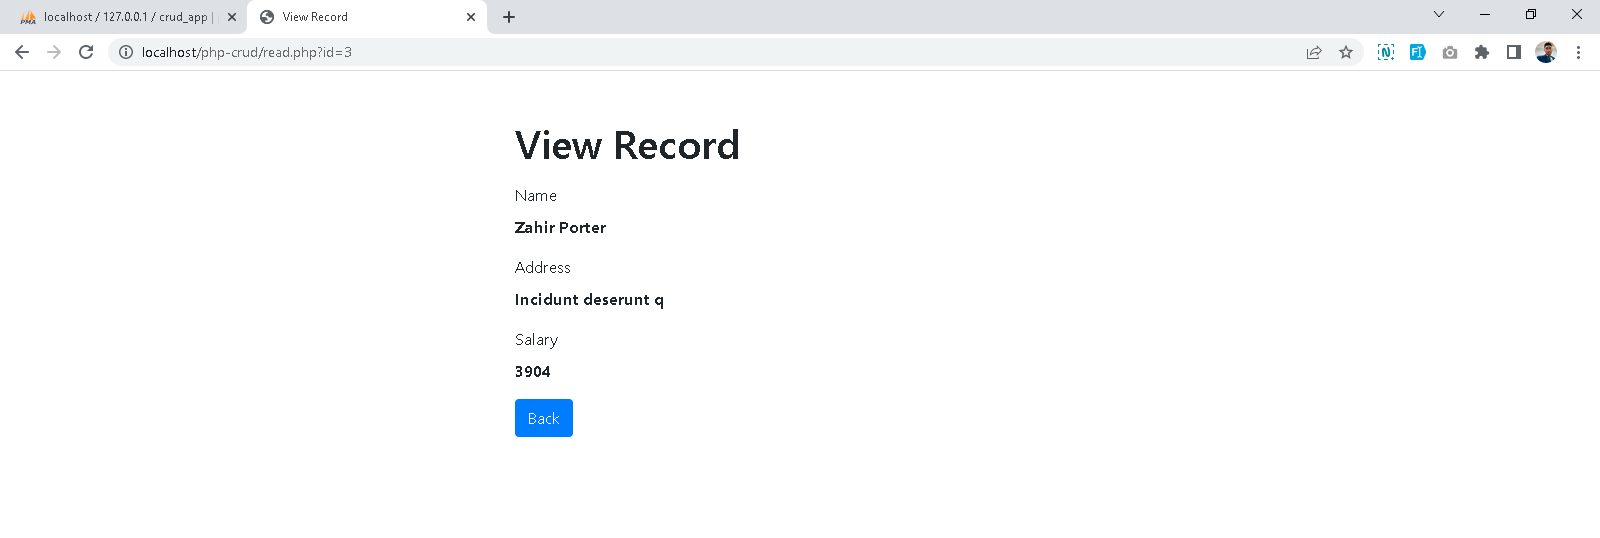 PMA
localhost / 127.0.0.1 / crud_app |
View Record
localhost/php-crud/read.php?id=3
View Record
Name
Zahir Porter
Address
Incidunt deserunt q
Salary
3904
Back